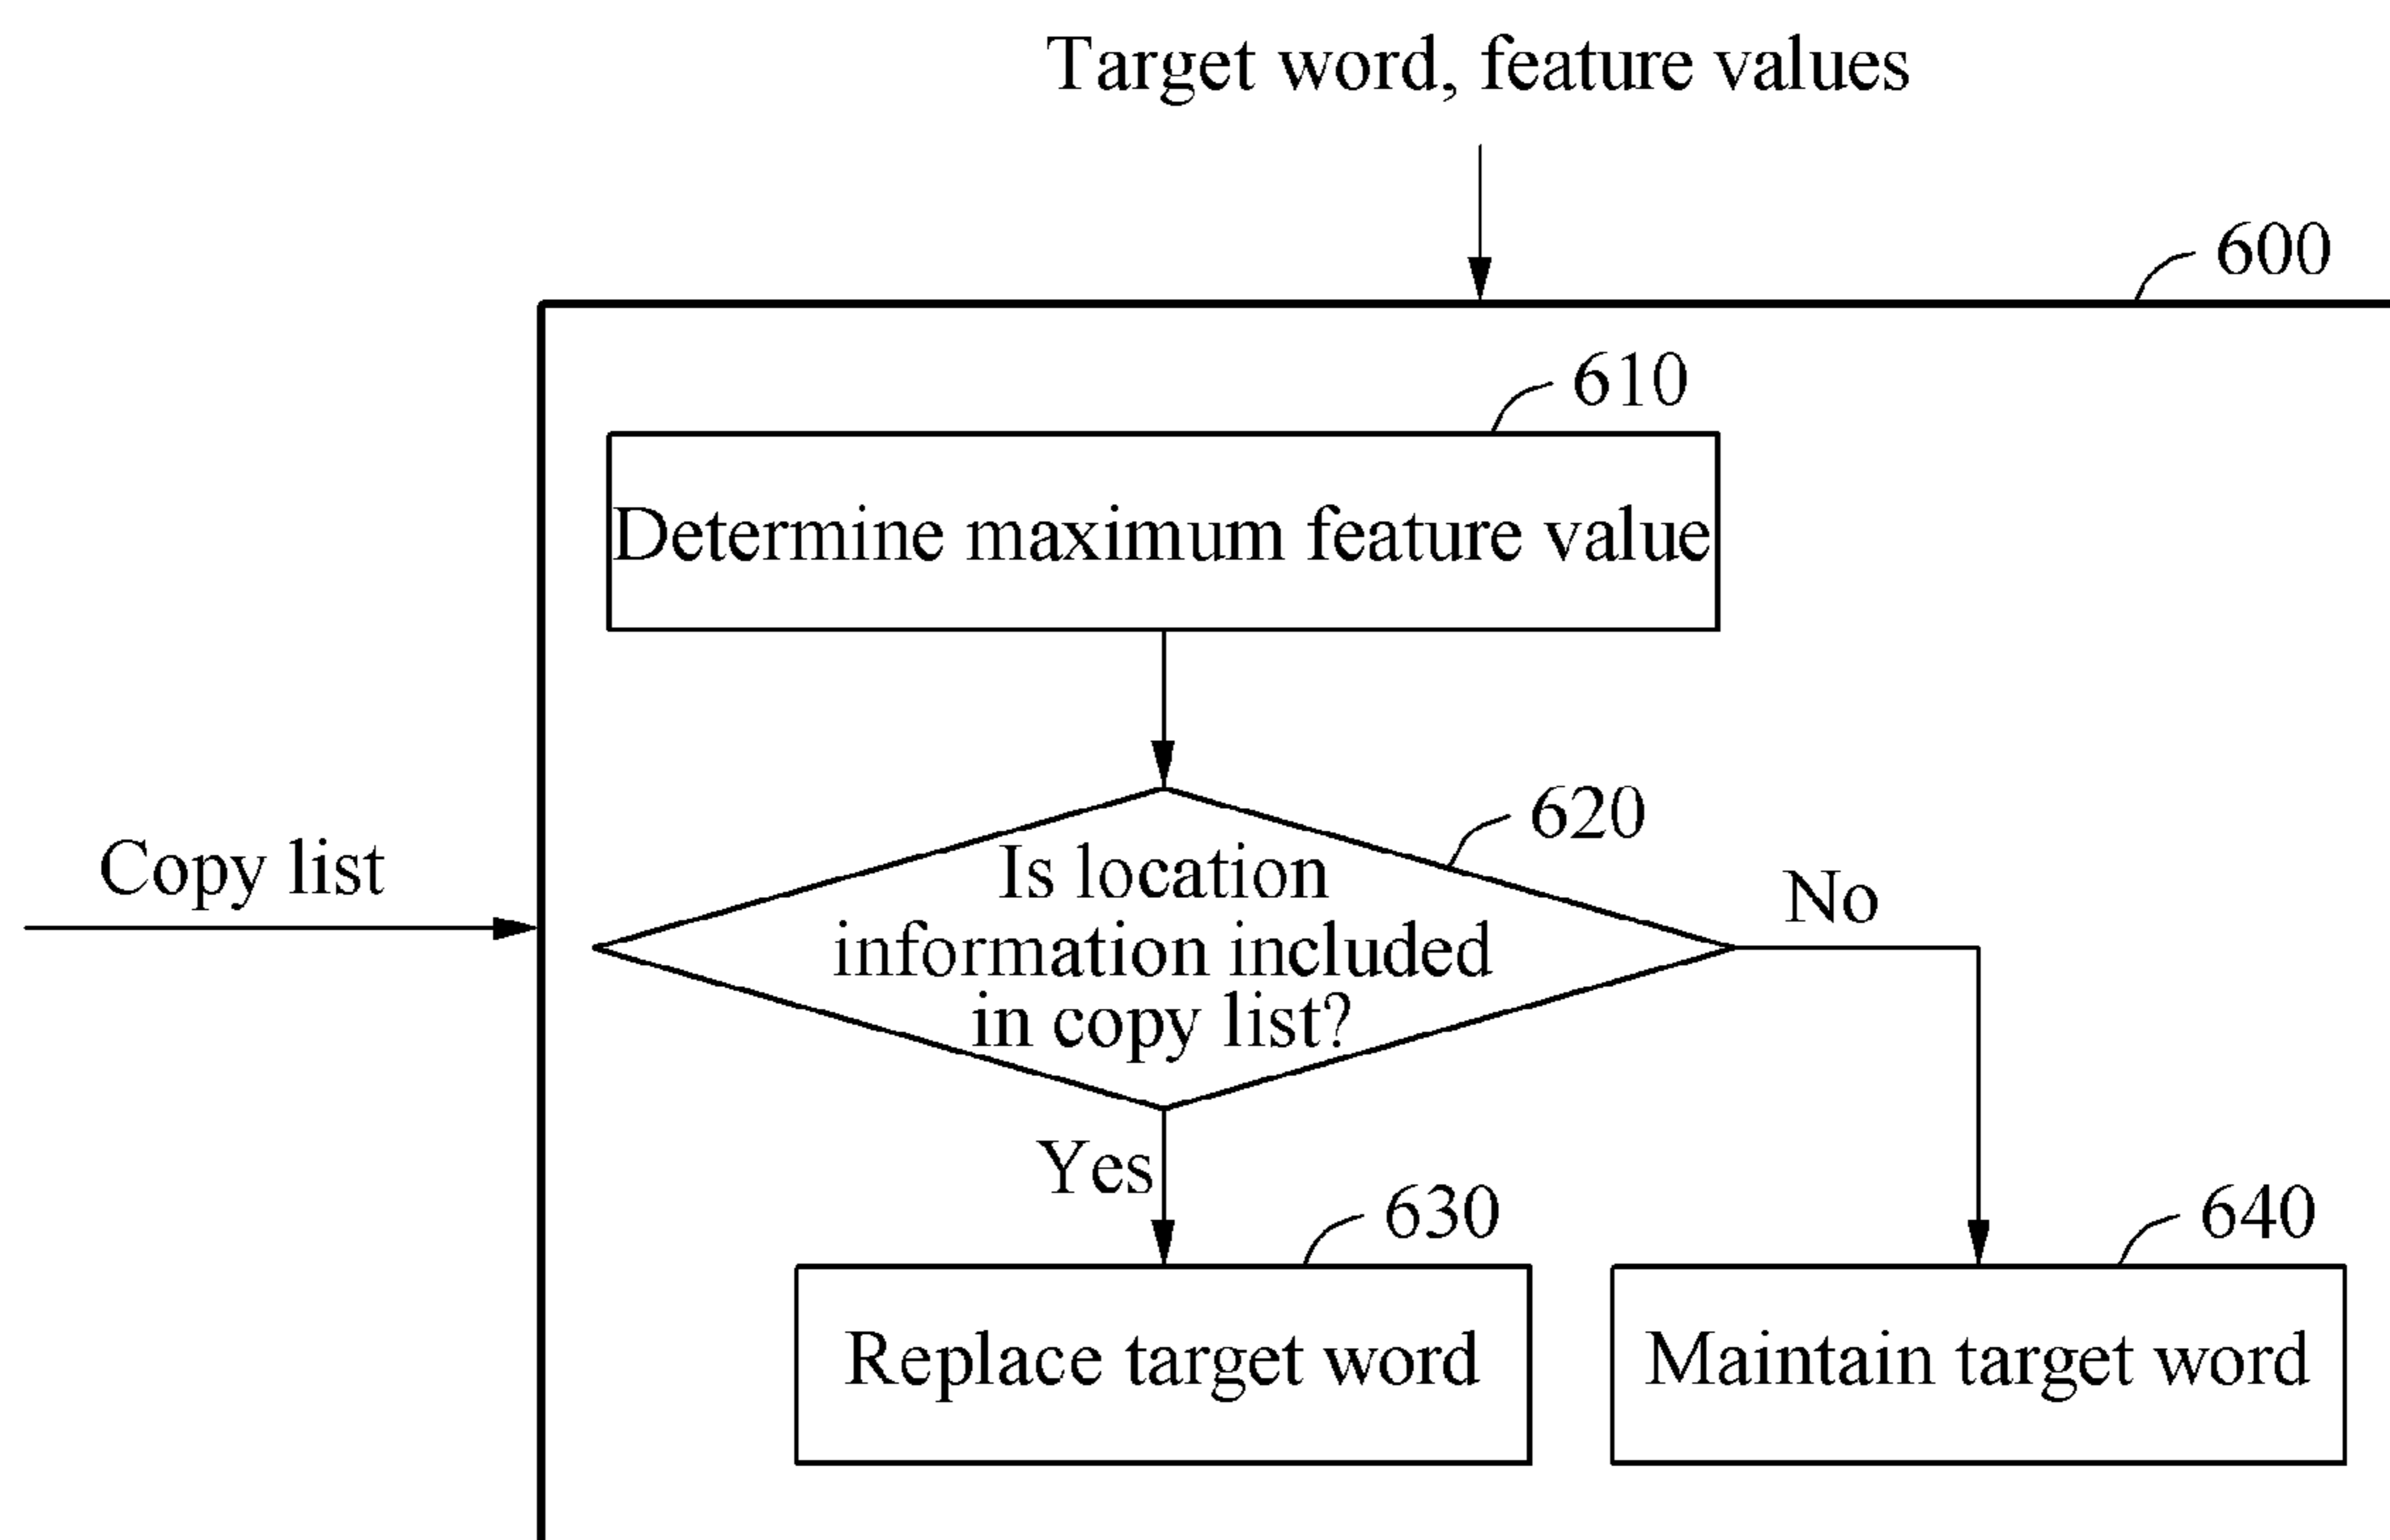 Target word, feature values
600
610
Determine maximum feature value
620
Copy list
Is location
information included
in copy list?
No
Yes
630
640
Replace target word
Maintain target word